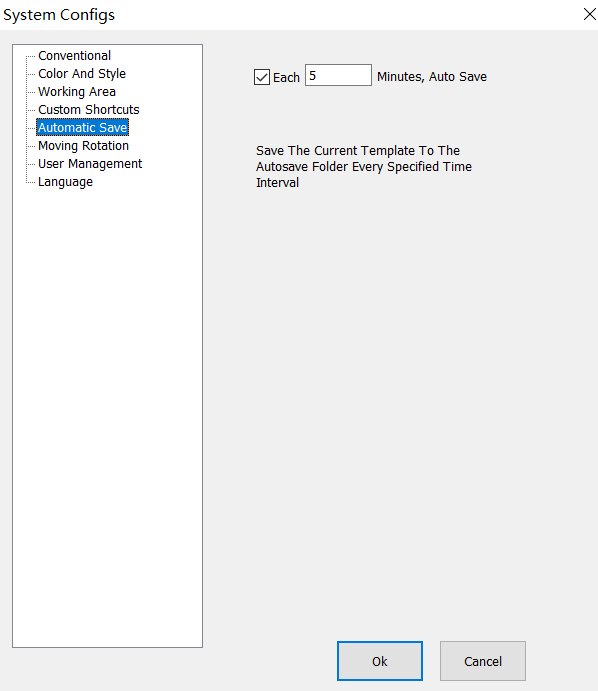 System Configs
Conventional
Color And Style
Working Area
Custom Shortcuts
Automatic Save
Moving Rotation
User Management
Language
Each 5 Minutes, Auto Save
Save The Current Template To The
Autosave Folder Every Specified Time
Interval
Ok Cancel